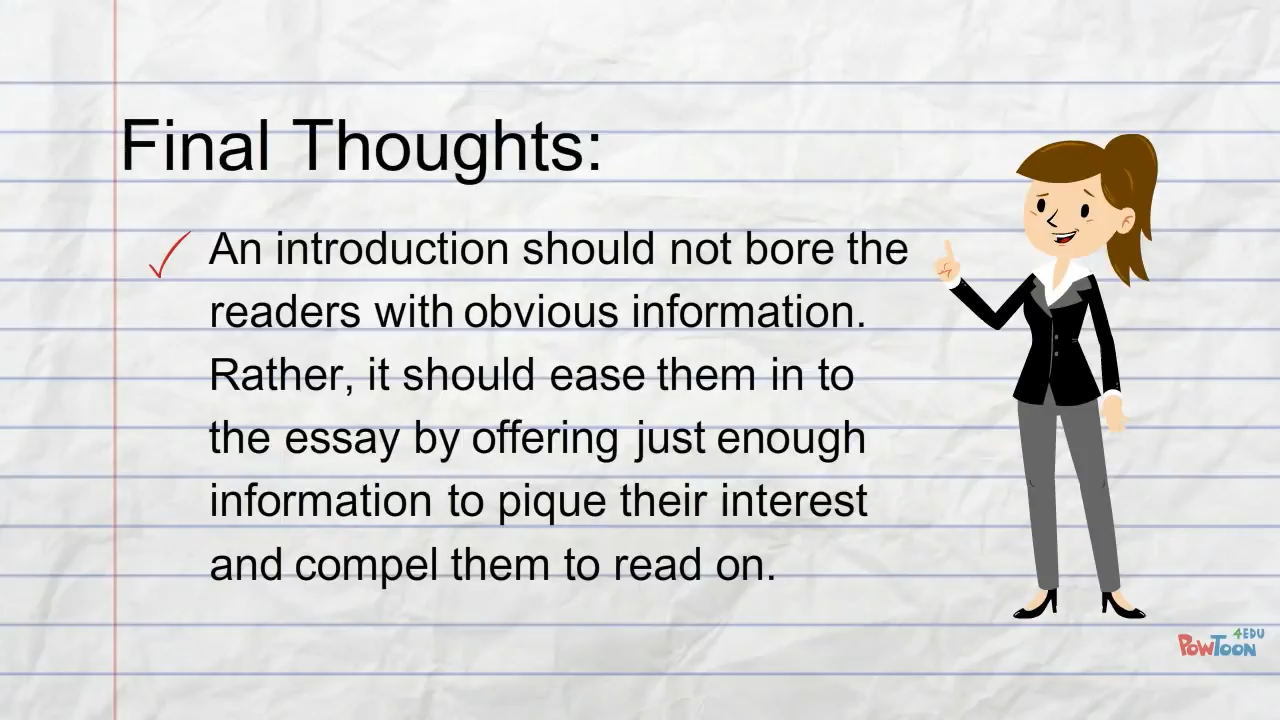 Final Thoughts:
An introduction should not bore the
readers with obvious information.
Rather, it should ease them in to
the essay by offering just enough
information to pique their interest
and compel them to read on.
4EDU
POWTOON